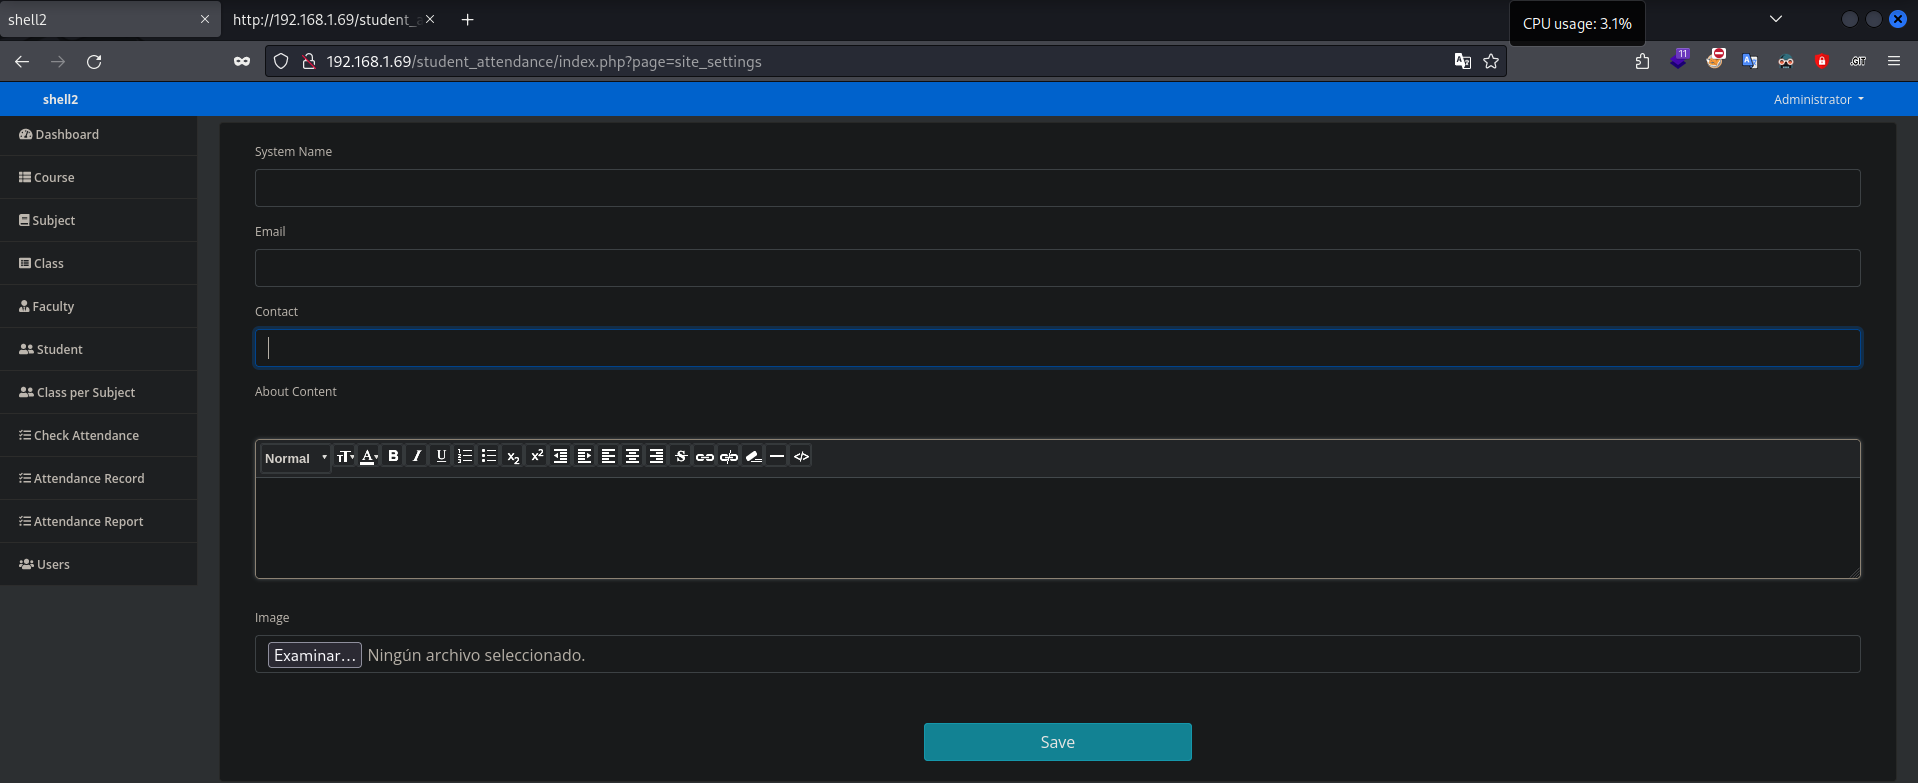 shell2
http://192.168.1.69/student_a
CPU usage: 3.1%
192.168.1.69/student_attendance/index.php?page=site_settings
11
.GIT
shell2
Administrator
Dashboard
Course
Subject
Class
Faculty
Student
Class per Subject
Check Attendance
Attendance Record
Attendance Report
Users
System Name
Email
Contact
About Content
Normal
Image
Examinar... Ningún archivo seleccionado.
Save